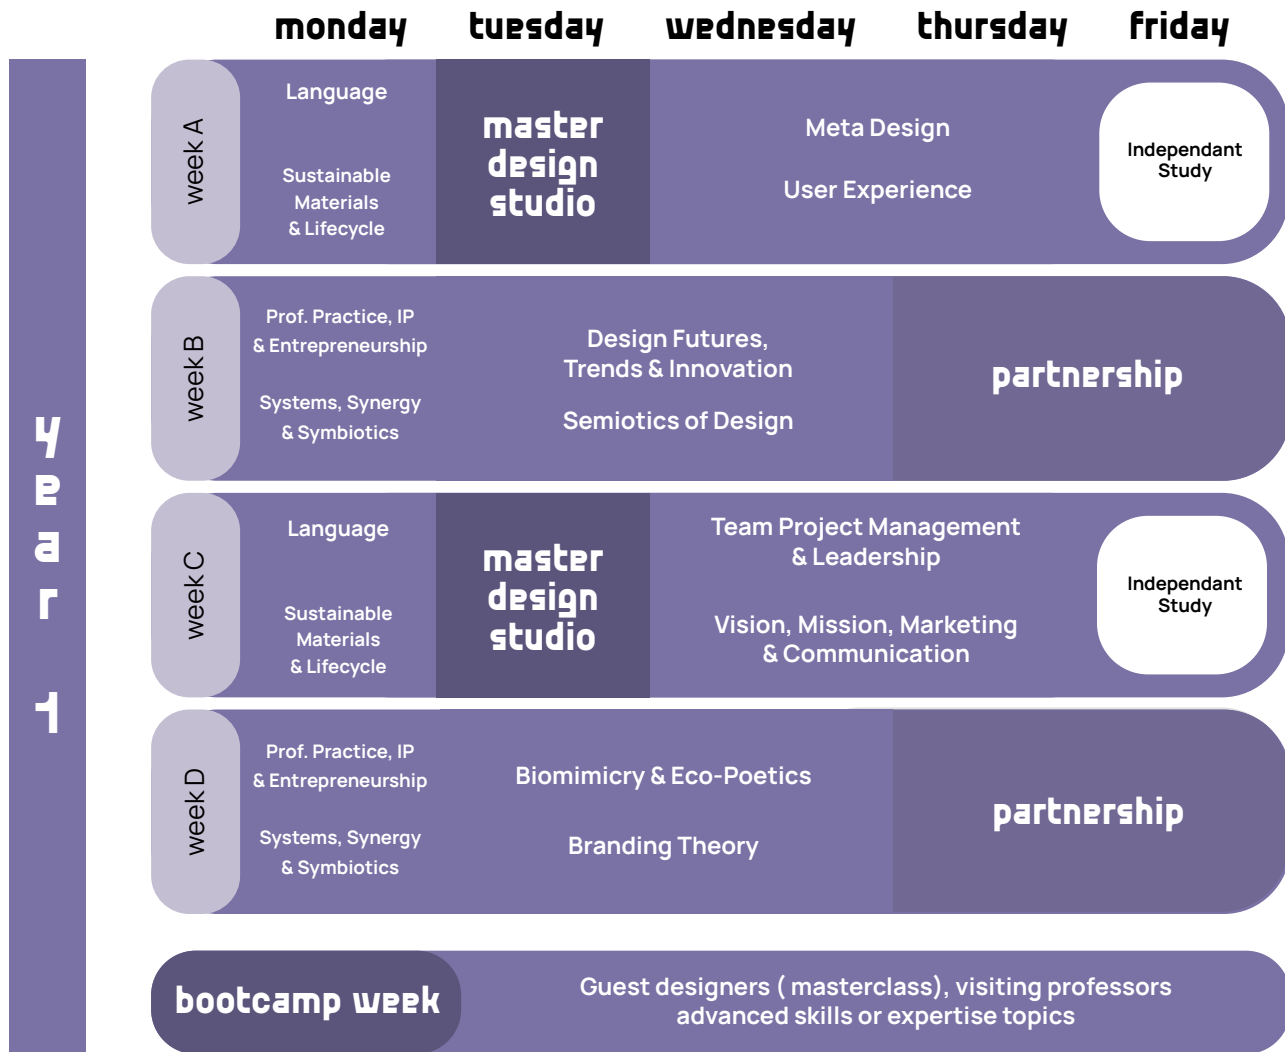 monday tuesday wednesday thursday friday
year 1
week A
Language
Sustainable
Materials
& Lifecycle
master
design
studio
Meta Design
User Experience
Independant
Study
week B
Prof. Practice, IP
& Entrepreneurship
Systems, Synergy
& Symbiotics
Design Futures,
Trends & Innovation
Semiotics of Design
partnership
week C
Language
Sustainable
Materials
& Lifecycle
master
design
studio
Team Project Management
& Leadership
Vision, Mission, Marketing
& Communication
Independant
Study
week D
Prof. Practice, IP
& Entrepreneurship
Systems, Synergy
& Symbiotics
Biomimicry & Eco-Poetics
Branding Theory
partnership
bootcamp week
Guest designers ( masterclass), visiting professors
advanced skills or expertise topics